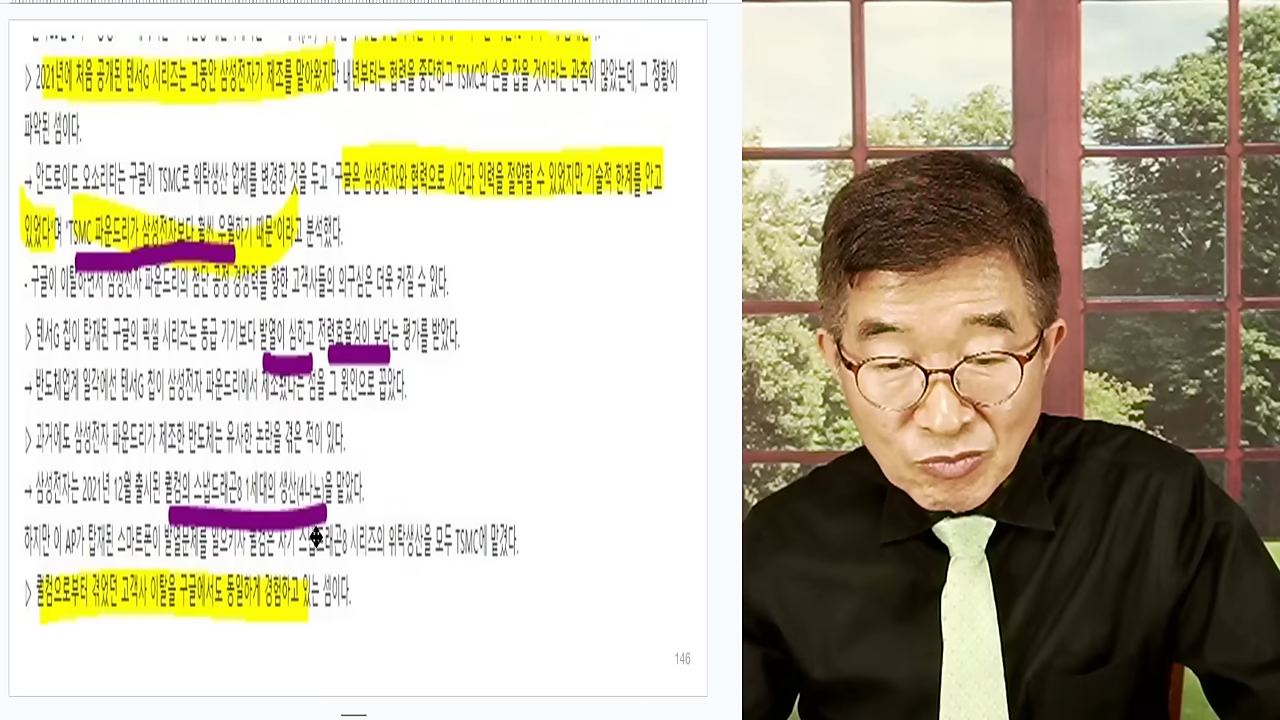 〉2021년에 처음 공개된 텐서G 시리즈는 그동안 삼성전자가 제조를 맡아왔지만 내년부터는 협력을 중단하고 TSMC와 손을 잡을 것이라는 관측이 많았는데, 그 정황이
파악된 셈이다.
→ 안드로이드 오소리티는 구글이 TSMC로 위탁생산 업체를 변경한 것을 두고 "구글은 삼성전자와 협력으로 시간과 인력을 절약할 수 있었지만 기술적 한계를 안고
있었다"며 "TSMC 파운드리가 삼성전자보다 훨씬 우월하기 때문"이라고 분석했다.
- 구글이 이탈하면서 삼성전자 파운드리의 첨단 공정 경쟁력를 향한 고객사들의 의구심은 더욱 커질 수 있다.
〉텐서G 칩이 탑재된 구글의 픽셀 시리즈는 동급 기기보다 발열이 심하고 전력효율성이 낮다는 평가를 받았다.
→ 반도체업계 일각에선 텐서G 칩이 삼성전자 파운드리에서 제조됐다는 점을 그 원인으로 꼽았다.
〉과거에도 삼성전자 파운드리가 제조한 반도체는 유사한 논란을 겪은 적이 있다.
→ 삼성전자는 2021년 12월 출시된 퀄컴의 스냅드래곤8 1세대의 생산(4나노)을 맡았다.
하지만 이 AP가 탑재된 스마트폰이 발열문제를 일으키자 퀄컴은 차기 스냅드래곤8 시리즈의 위탁생산을 모두 TSMC에 맡겼다.
〉퀄컴으로부터 겪었던 고객사 이탈을 구글에서도 동일하게 경험하고 있는 셈이다.
146